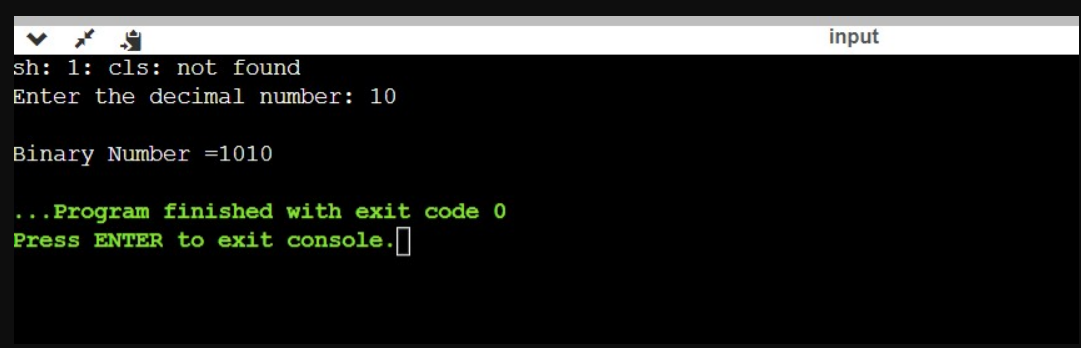 input
sh: 1: cls: not found
Enter the decimal number: 10
Binary Number =1010
...Program finished with exit code 0
Press ENTER to exit console.